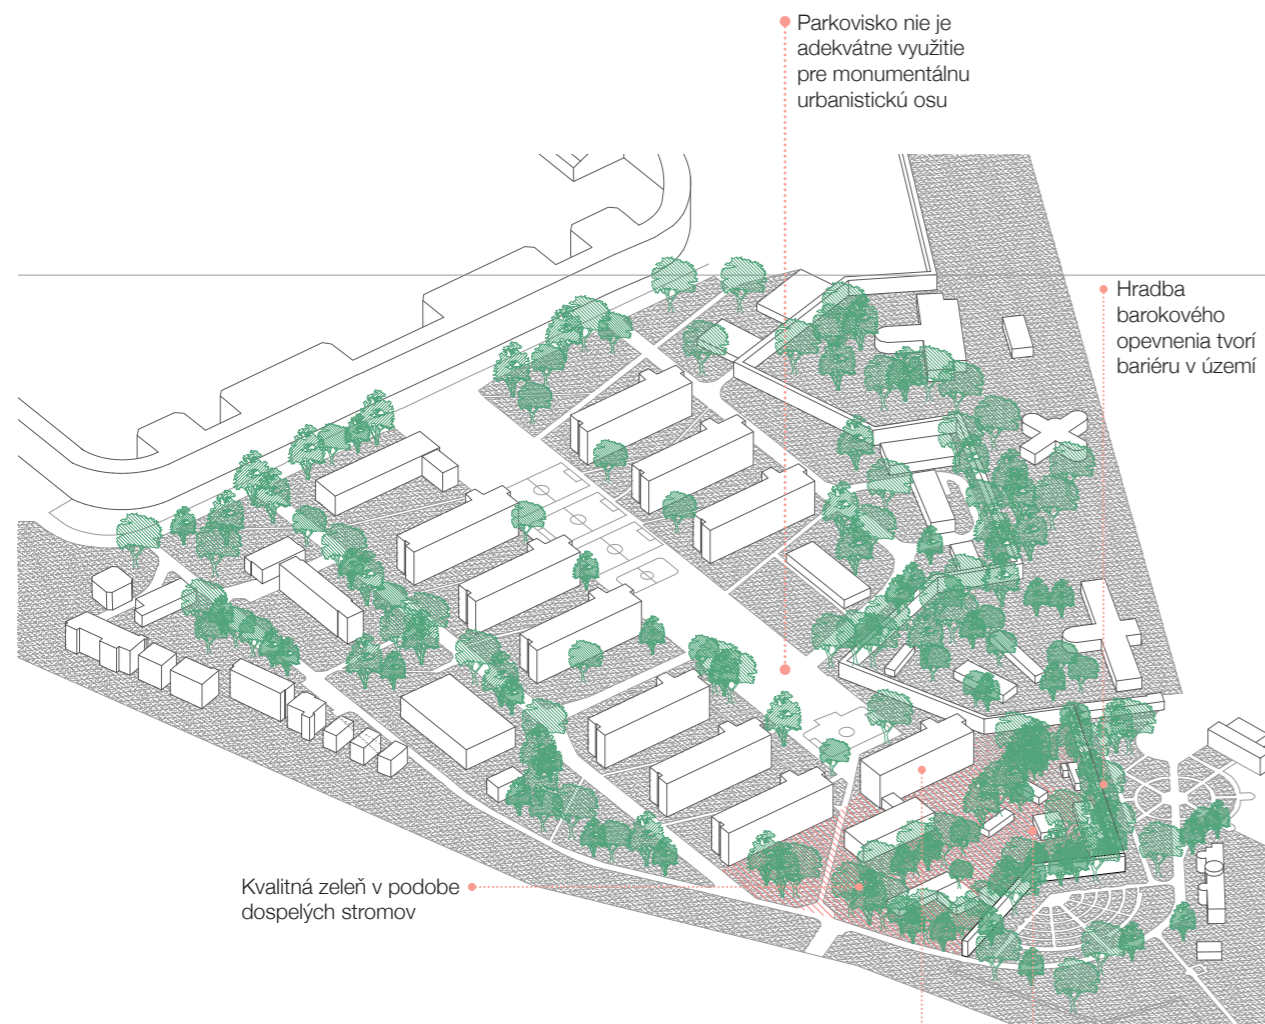 Parkovisko nie je
adekvátne využitie
pre monumentálnu
urbanistickú osu
Hradba
barokového
opevnenia tvorí
bariéru v území
Kvalitná zeleň v podobe
dospelých stromov